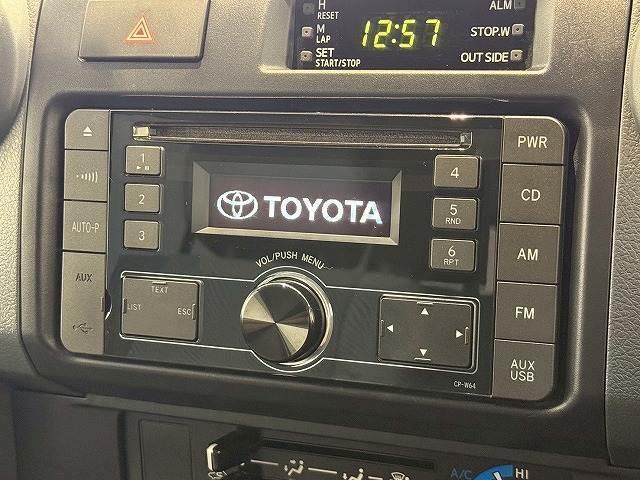 H
RESET
ALM
M
LAP
12:57
STOP.W
SET
START/STOP
OUT SIDE
1
4
PWR
2
5
RND
CD
AUTO-P
3
6
RPT
AM
TOYOTA
VOL/PUSH MENU
AUX
TEXT
LIST
ESC
FM
CP-W64
AUX
USB
A/C
HI